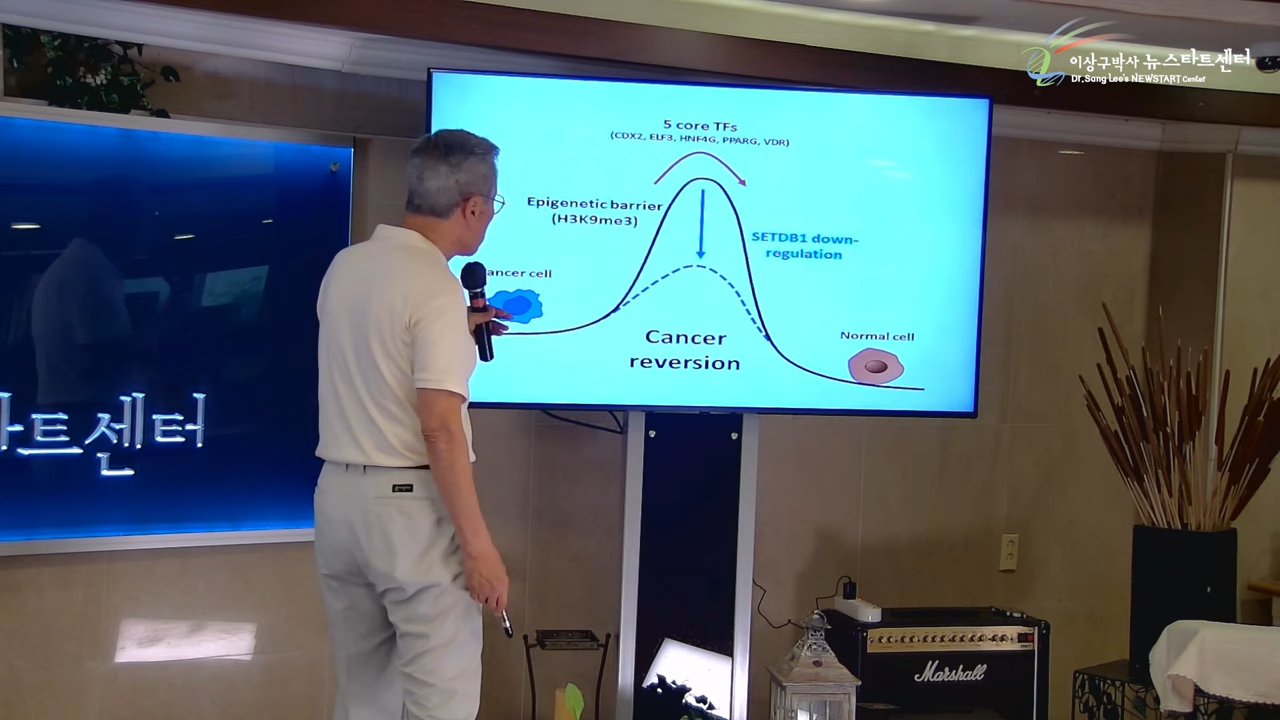 이상구박사 뉴스타트센터
Dr.Sang Lee's NEWSTART Center
5 core TFs
(CDX2, ELF3, HNF4G, PPARG, VDR)
Epigenetic barrier
(H3K9me3)
SETDB1 down-
regulation
ancer cell
Cancer
reversion
Normal cell
타트센터
Marshall